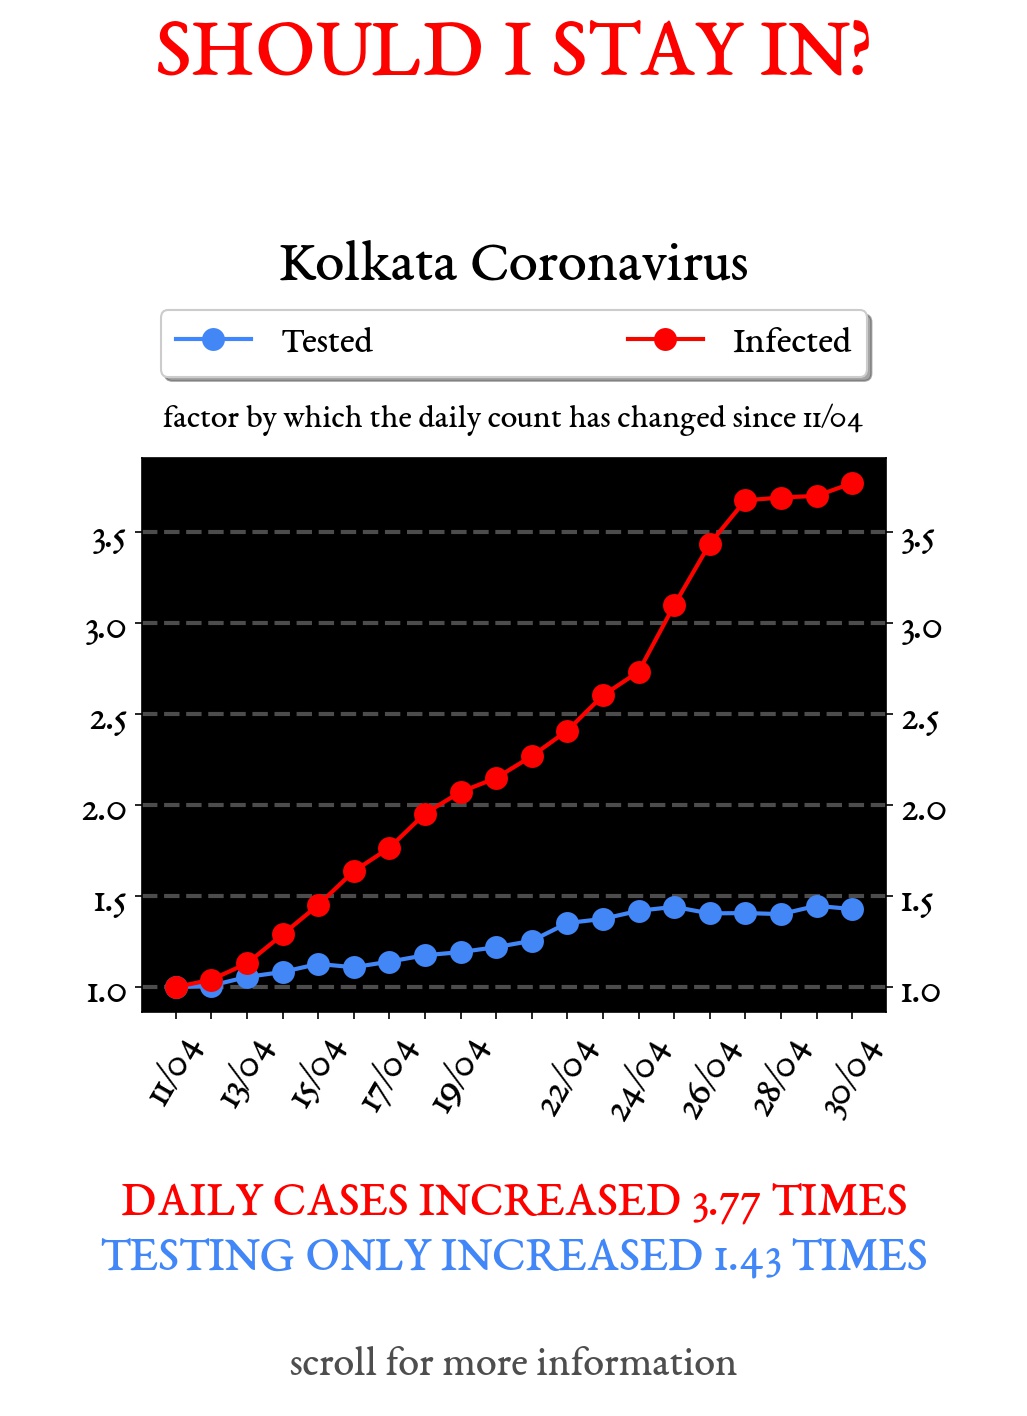 SHOULD I STAY IN?
Kolkata Coronavirus
Tested Infected
factor by which the daily count has changed since 11/04
3.5 3.5
3.0 3.0
2.5 2.5
2.0 2.0
1.5 1.5
1.0 1.0
11/04 13/04 15/04 17/04 19/04 22/04 24/04 26/04 28/04 30/04
DAILY CASES INCREASED 3.77 TIMES
TESTING ONLY INCREASED 1.43 TIMES
scroll for more information